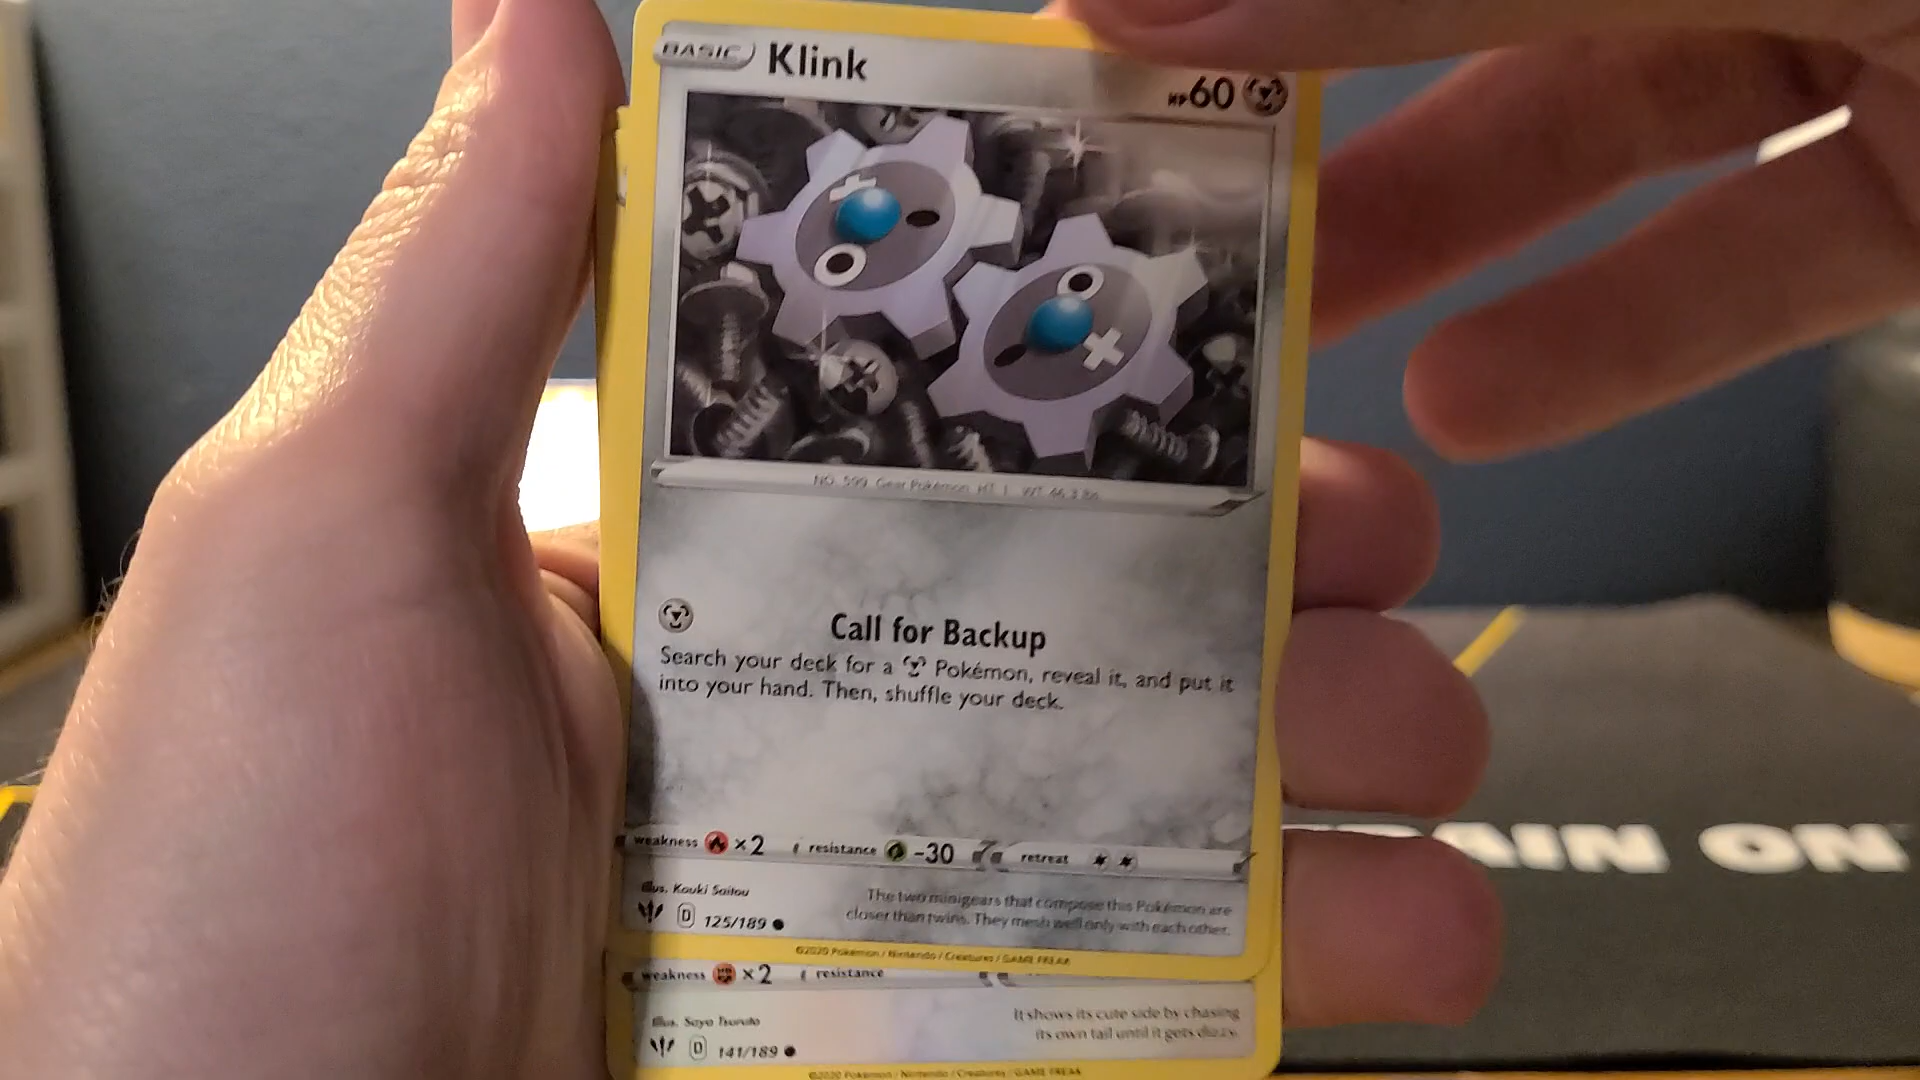 BASIC Klink HP60
NO. 599 Gear Pokémon HT 1 WT 46.3 lbs
Call for Backup
Search your deck for a Pokémon, reveal it, and put it
into your hand. Then, shuffle your deck.
weakness ×2 resistance -30 retreat
Illus. Kouki Saitou
D 125/189
The two minigears that compose this Pokémon are
closer than twins. They mesh well only with each other.
©2020 Pokémon / Nintendo / Creatures / GAME FREAK
weakness ×2 resistance
Illus. Saya Tsuruta
D 141/189
It shows its cute side by chasing
its own tail until it gets dizzy.
©2020 Pokémon / Nintendo / Creatures / GAME FREAK
AIN ON